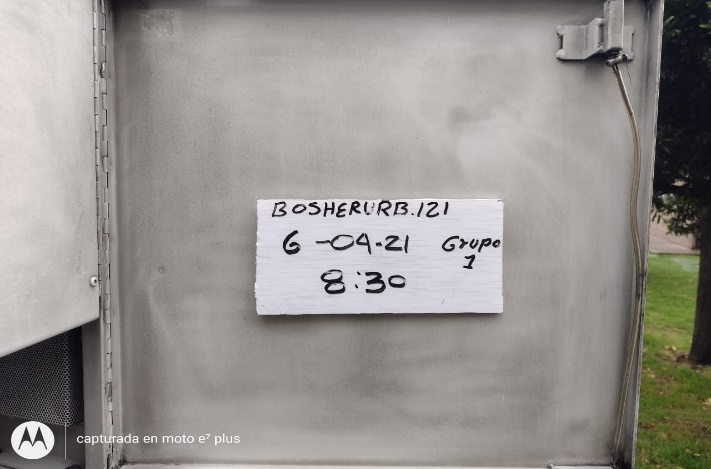 BOSHERURB.121
6-04-21 Grupo 1
8:30
capturada en moto e⁷ plus